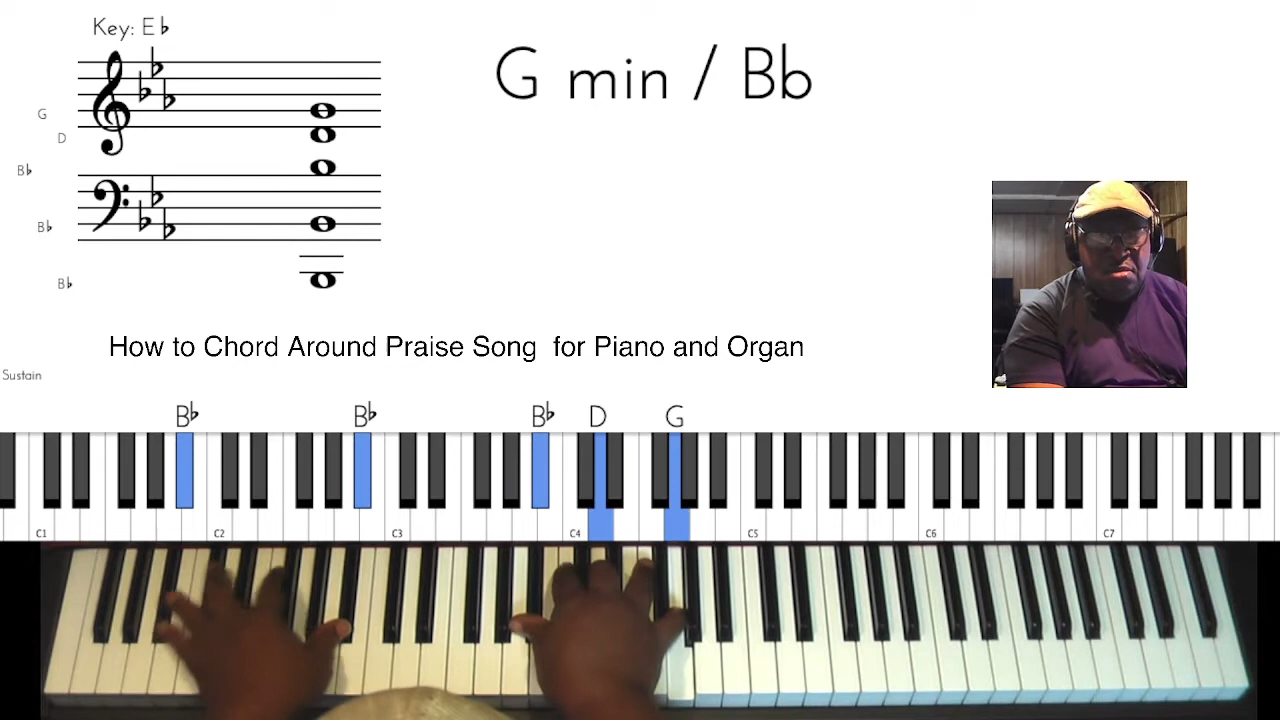 Key: E♭
G min / Bb
G
D
B♭
B♭
B♭
How to Chord Around Praise Song for Piano and Organ
Sustain
B♭ B♭ B♭ D G
C1 C2 C3 C4 C5 C6 C7